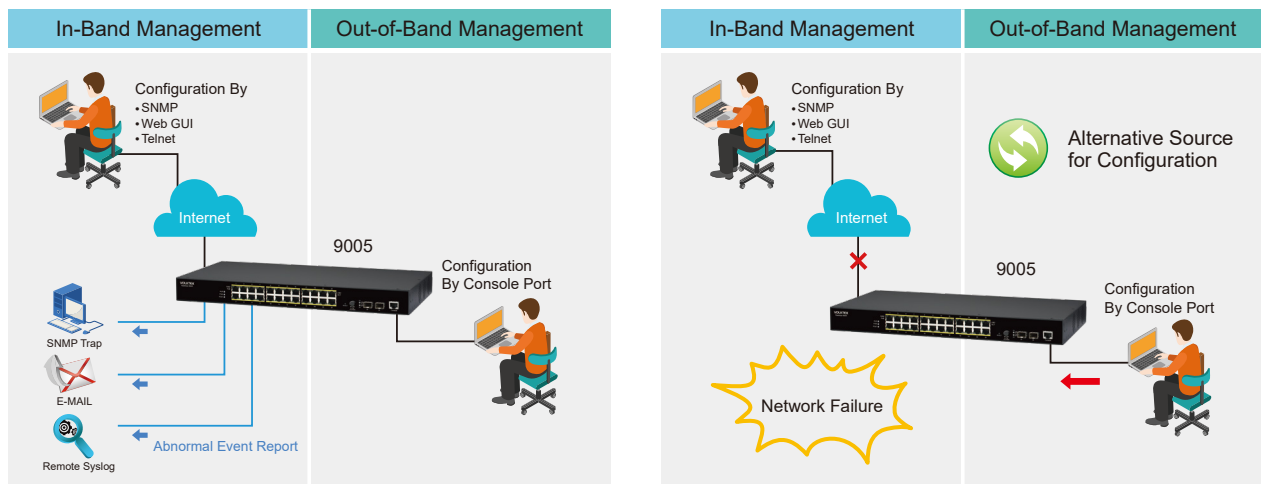 In-Band Management
Out-of-Band Management
Configuration By
• SNMP
• Web GUI
• Telnet
Internet
9005
Configuration
By Console Port
SNMP Trap
E-MAIL
Remote Syslog
Abnormal Event Report
In-Band Management
Out-of-Band Management
Configuration By
• SNMP
• Web GUI
• Telnet
Alternative Source
for Configuration
Internet
9005
Configuration
By Console Port
Network Failure